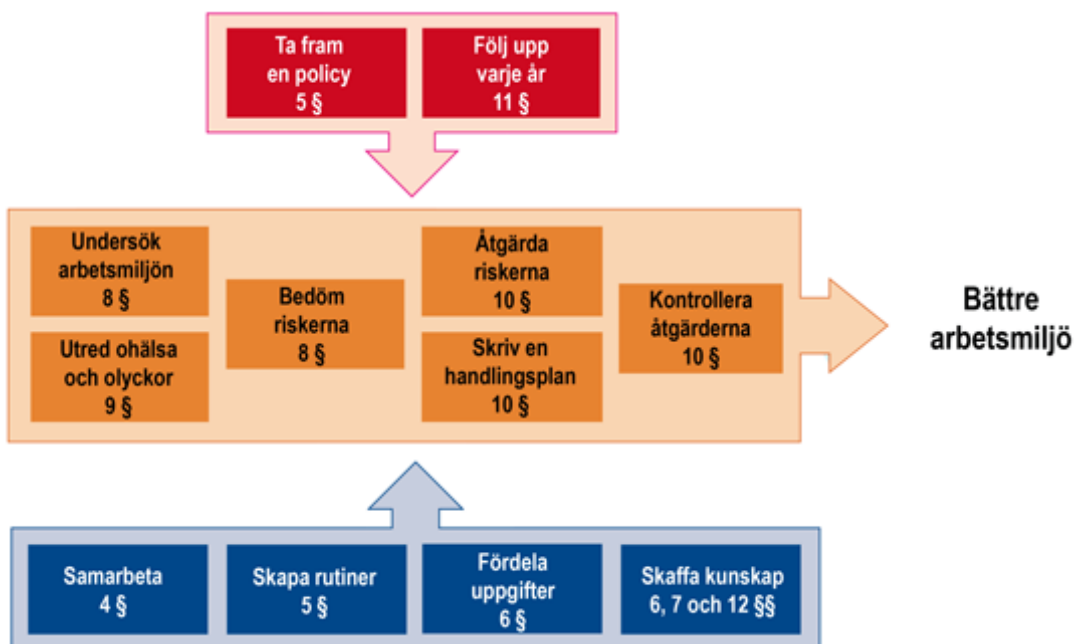 Ta fram
en policy
5 §
Följ upp
varje år
11 §
Undersök
arbetsmiljön
8 §
Utred ohälsa
och olyckor
9 §
Bedöm
riskerna
8 §
Åtgärda
riskerna
10 §
Skriv en
handlingsplan
10 §
Kontrollera
åtgärderna
10 §
Bättre
arbetsmiljö
Samarbeta
4 §
Skapa rutiner
5 §
Fördela
uppgifter
6 §
Skaffa kunskap
6, 7 och 12 §§